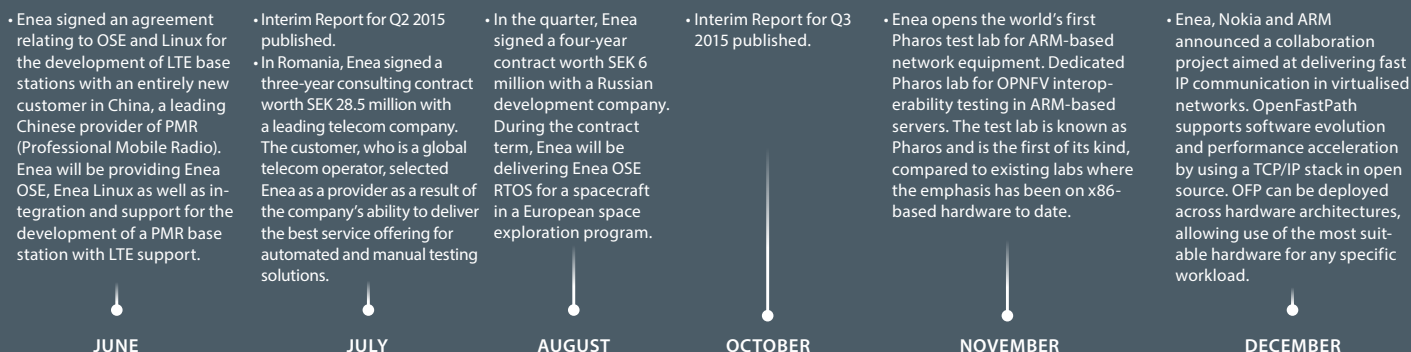 • Enea signed an agreement
relating to OSE and Linux for
the development of LTE base
stations with an entirely new
customer in China, a leading
Chinese provider of PMR
(Professional Mobile Radio).
Enea will be providing Enea
OSE, Enea Linux as well as in-
tegration and support for the
development of a PMR base
station with LTE support.
JUNE
• Interim Report for Q2 2015
published.
• In Romania, Enea signed a
three-year consulting contract
worth SEK 28.5 million with
a leading telecom company.
The customer, who is a global
telecom operator, selected
Enea as a provider as a result of
the company's ability to deliver
the best service offering for
automated and manual testing
solutions.
JULY
• In the quarter, Enea
signed a four-year
contract worth SEK 6
million with a Russian
development company.
During the contract
term, Enea will be
delivering Enea OSE
RTOS for a spacecraft
in a European space
exploration program.
AUGUST
• Interim Report for Q3
2015 published.
OCTOBER
• Enea opens the world's first
Pharos test lab for ARM-based
network equipment. Dedicated
Pharos lab for OPNFV interop-
erability testing in ARM-based
servers. The test lab is known as
Pharos and is the first of its kind,
compared to existing labs where
the emphasis has been on x86-
based hardware to date.
NOVEMBER
• Enea, Nokia and ARM
announced a collaboration
project aimed at delivering fast
IP communication in virtualised
networks. OpenFastPath
supports software evolution
and performance acceleration
by using a TCP/IP stack in open
source. OFP can be deployed
across hardware architectures,
allowing use of the most suit-
able hardware for any specific
workload.
DECEMBER